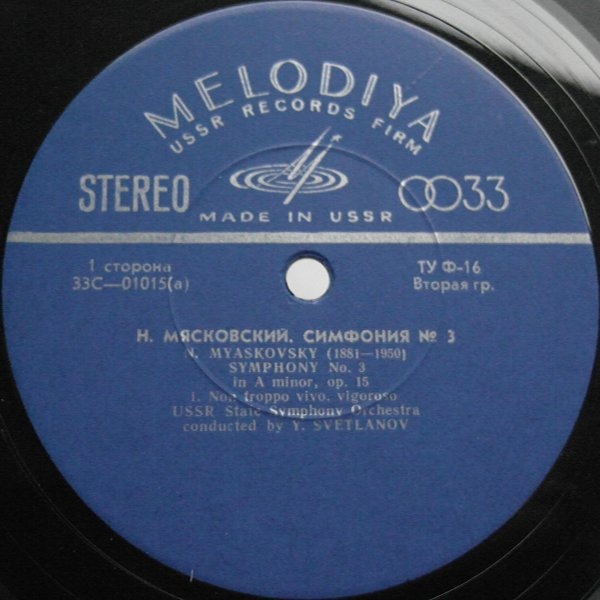 MELODIYA
USSR RECORDS FIRM
STEREO
33
MADE IN USSR
1 сторона
33С—01015(а)
ТУ Ф-16
Вторая гр.
Н. МЯСКОВСКИЙ. СИМФОНИЯ № 3
N. MYASKOVSKY (1881—1950)
SYMPHONY No. 3
in A minor, op. 15
1. Non troppo vivo, vigoroso
USSR State Symphony Orchestra
conducted by Y. SVETLANOV